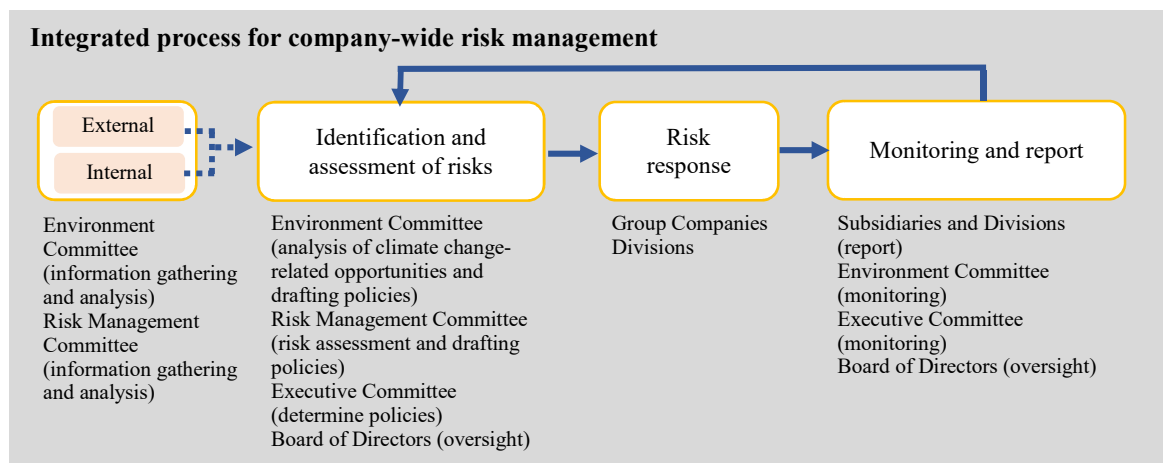 Integrated process for company-wide risk management
External
Internal
Identification and
assessment of risks
Risk
response
Monitoring and report
Environment
Committee
(information gathering
and analysis)
Risk Management
Committee
(information gathering
and analysis)
Environment Committee
(analysis of climate change-
related opportunities and
drafting policies)
Risk Management Committee
(risk assessment and drafting
policies)
Executive Committee
(determine policies)
Board of Directors (oversight)
Group Companies
Divisions
Subsidiaries and Divisions
(report)
Environment Committee
(monitoring)
Executive Committee
(monitoring)
Board of Directors (oversight)